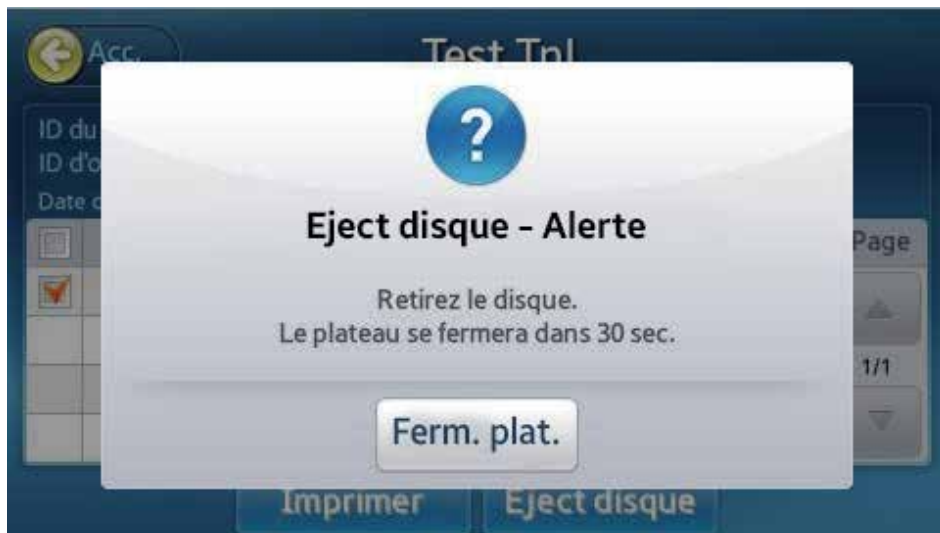 Acc.
Test TnI
ID du
ID d'o
Date d
?
Eject disque - Alerte
Page
Retirez le disque.
Le plateau se fermera dans 30 sec.
1/1
Ferm. plat.
Imprimer
Eject disque